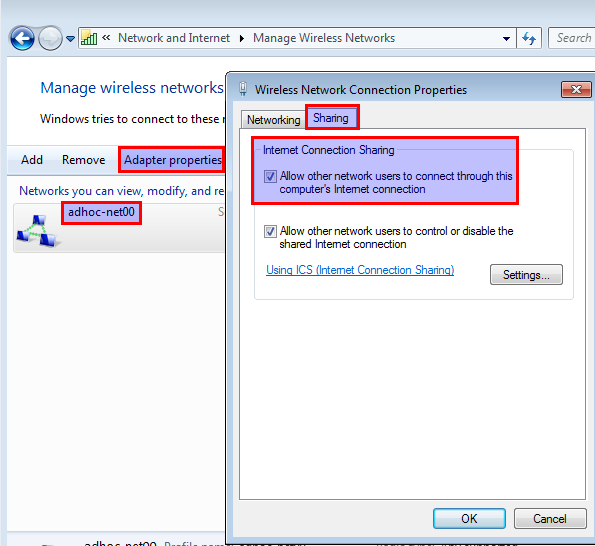 « Network and Internet ▸ Manage Wireless Networks
Search
Manage wireless networks
Windows tries to connect to these
Add Remove Adapter properties
Networks you can view, modify, and re
adhoc-net00
S
Wireless Network Connection Properties
Networking Sharing
Internet Connection Sharing
Allow other network users to connect through this
computer's Internet connection
Allow other network users to control or disable the
shared Internet connection
Using ICS (Internet Connection Sharing)
Settings...
OK Cancel
adhoc-net00